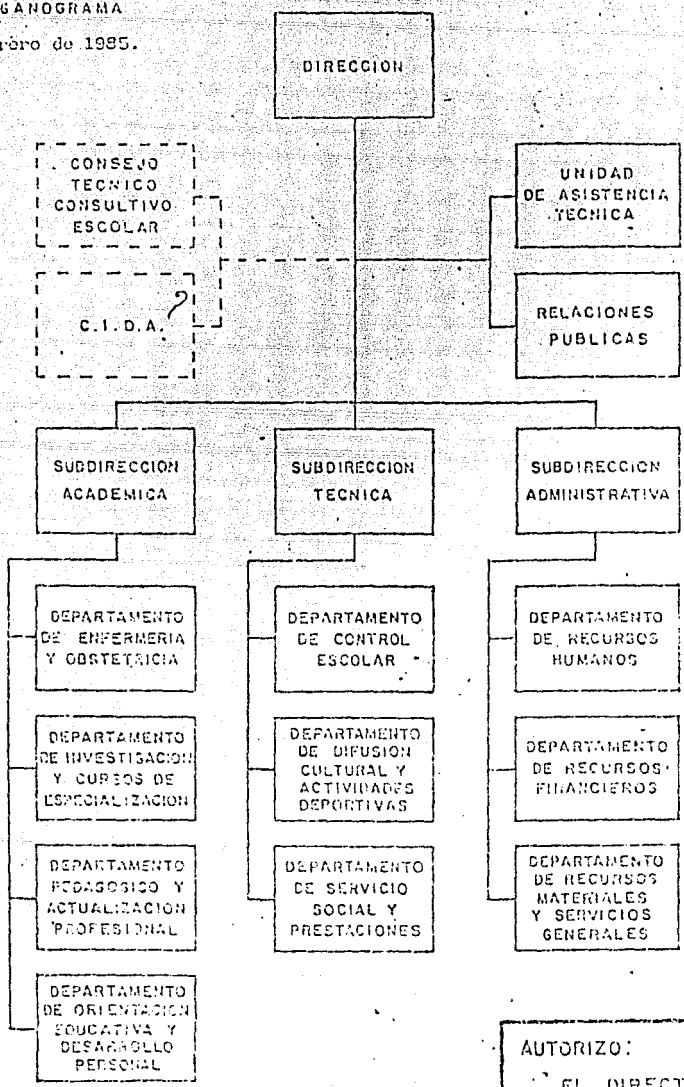 GANOGRAMA
rero de 1985.
DIRECCION
CONSEJO
TECNICO
CONSULTIVO
ESCOLAR
C.I.D.A. ?
UNIDAD
DE ASISTENCIA
TECNICA
RELACIONES
PUBLICAS
SUBDIRECCION
ACADEMICA
SUBDIRECCION
TECNICA
SUBDIRECCION
ADMINISTRATIVA
DEPARTAMENTO
DE ENFERMERIA
Y OBSTETRICIA
DEPARTAMENTO
DE INVESTIGACION
Y CURSOS DE
ESPECIALIZACION
DEPARTAMENTO
PEDAGOGICO Y
ACTUALIZACION
PROFESIONAL
DEPARTAMENTO
DE ORIENTACION
EDUCATIVA Y
DESARROLLO
PERSONAL
DEPARTAMENTO
DE CONTROL
ESCOLAR
DEPARTAMENTO
DE DIFUSION
CULTURAL Y
ACTIVIDADES
DEPORTIVAS
DEPARTAMENTO
DE SERVICIO
SOCIAL Y
PRESTACIONES
DEPARTAMENTO
DE RECURSOS
HUMANOS
DEPARTAMENTO
DE RECURSOS
FINANCIEROS
DEPARTAMENTO
DE RECURSOS
MATERIALES
Y SERVICIOS
GENERALES
AUTORIZO:
EL DIRECT